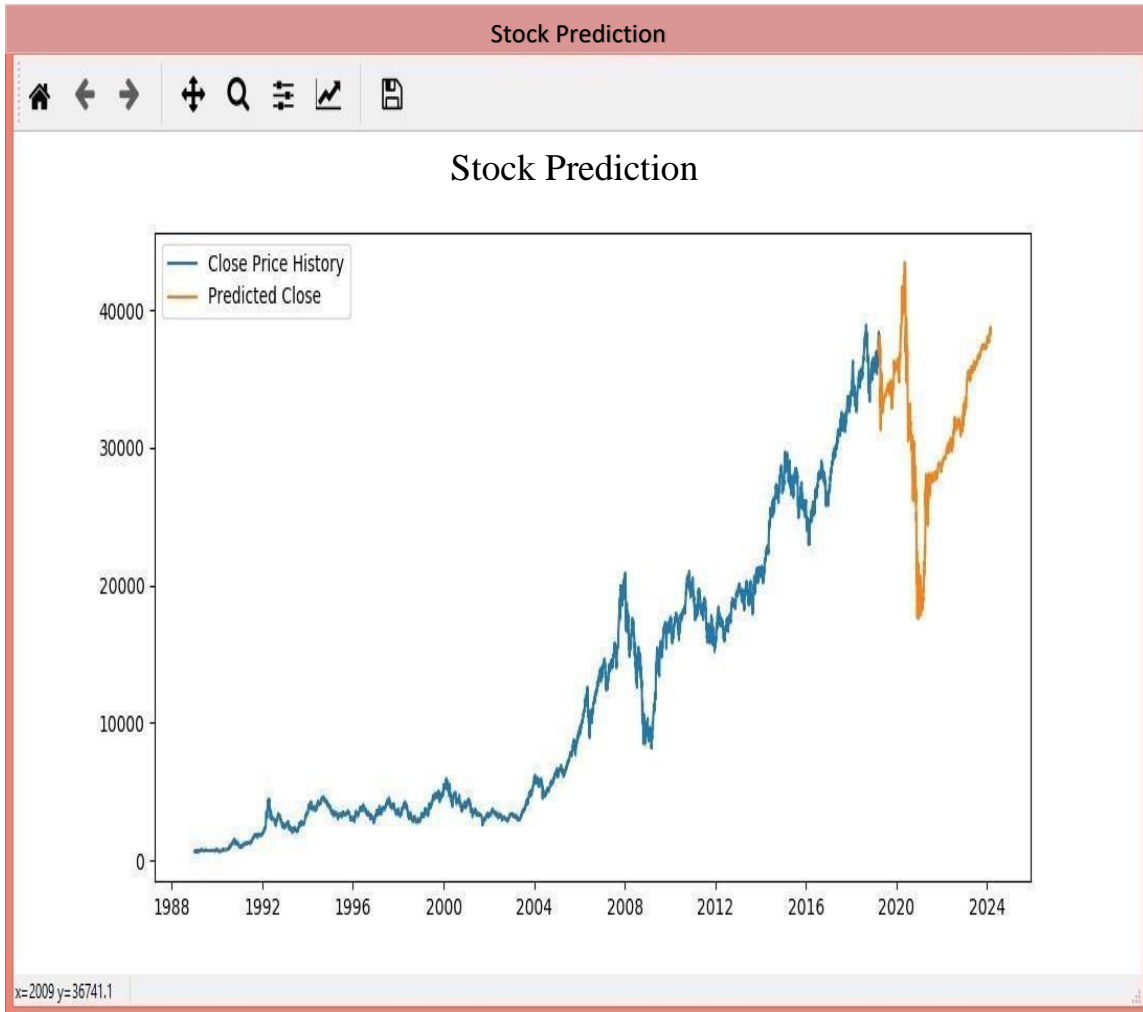 Stock Prediction
Stock Prediction
Close Price History
Predicted Close
40000
30000
20000
10000
0
1988 1992 1996 2000 2004 2008 2012 2016 2020 2024
x=2009 y=36741.1